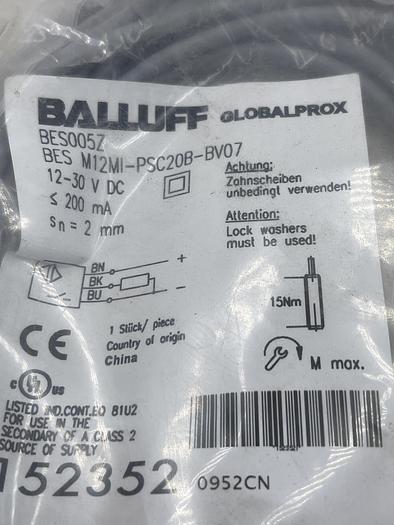 BALLUFF GLOBALPROX
BES005Z
BES M12MI-PSC20B-BV07
12-30 V DC
≤ 200 mA
sn = 2 mm
Achtung:
Zahnscheiben
unbedingt verwenden!
Attention:
Lock washers
must be used!
BN +
BK
BU -
15Nm
M max.
CE
1 Stück/ piece
Country of origin
China
c UL us
LISTED IND.CONT.EQ 81U2
FOR USE IN THE
SECONDARY OF A CLASS 2
SOURCE OF SUPPLY
152352 0952CN